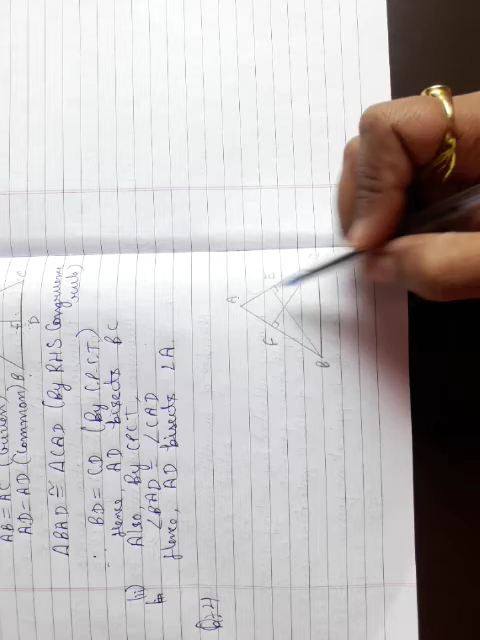 AB = AC (Given)
AD = AD (Common)
ΔBAD ≅ ΔCAD (By RHS Congruence
rule)
∴ BD = CD (By C.P.C.T.)
Hence, AD bisects BC
iii) Also, By CPCT,
∠BAD = ∠CAD
Hence, AD bisects ∠A.
B
D
C
A
F
E
B
C